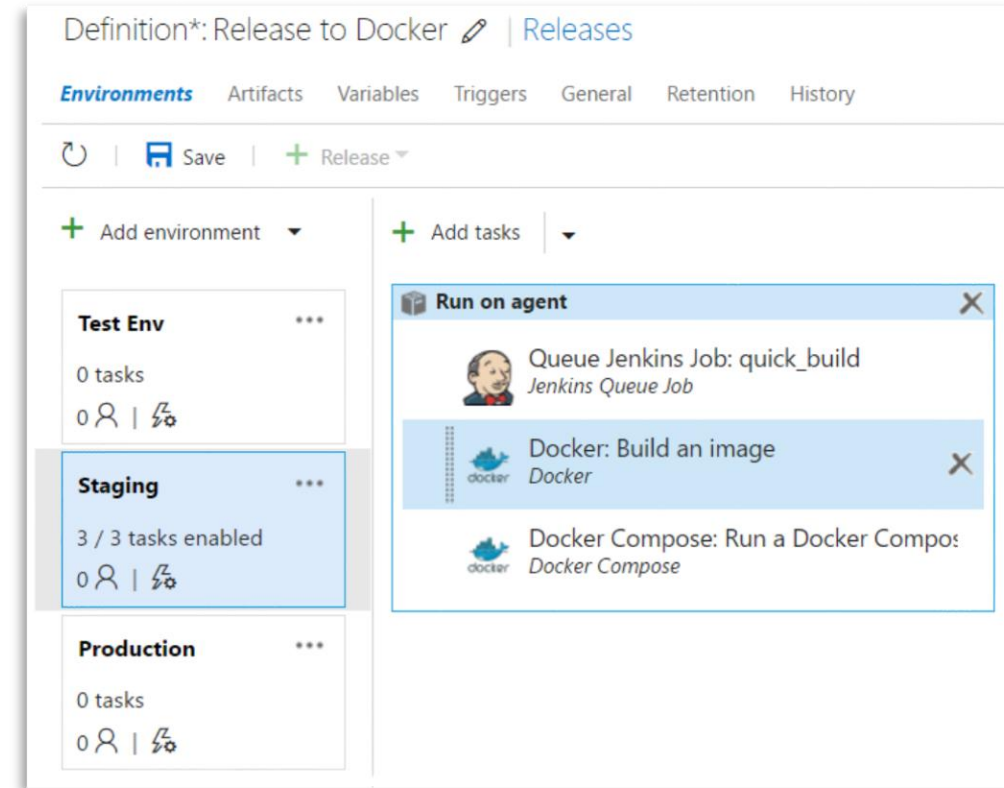 Definition*: Release to Docker | Releases
Environments Artifacts Variables Triggers General Retention History
Save | + Release
+ Add environment
+ Add tasks
Test Env ...
0 tasks
0 |
Staging ...
3 / 3 tasks enabled
0 |
Production ...
0 tasks
0 |
Run on agent
Queue Jenkins Job: quick_build
Jenkins Queue Job
docker
Docker: Build an image
Docker
docker
Docker Compose: Run a Docker Compos
Docker Compose